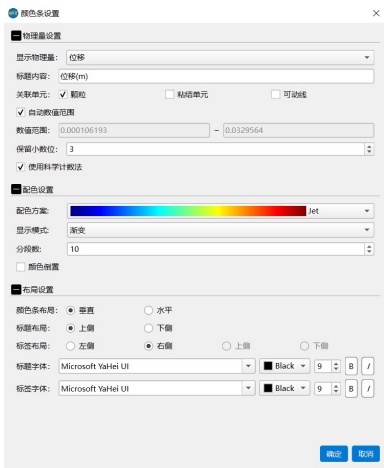 颜色条设置
物理量设置
显示物理量: 位移
标题内容: 位移(m)
关联单元: 颗粒 粘结单元 可动线
自动数值范围
数值范围: 0.000106193 ~ 0.0329564
保留小数位: 3
使用科学计数法
配色设置
配色方案: Jet
显示模式: 渐变
分段数: 10
颜色倒置
布局设置
颜色条布局: 垂直 水平
标题布局: 上侧 下侧
标签布局: 左侧 右侧 上侧 下侧
标题字体: Microsoft YaHei UI Black 9 B I
标签字体: Microsoft YaHei UI Black 9 B I
确定 取消